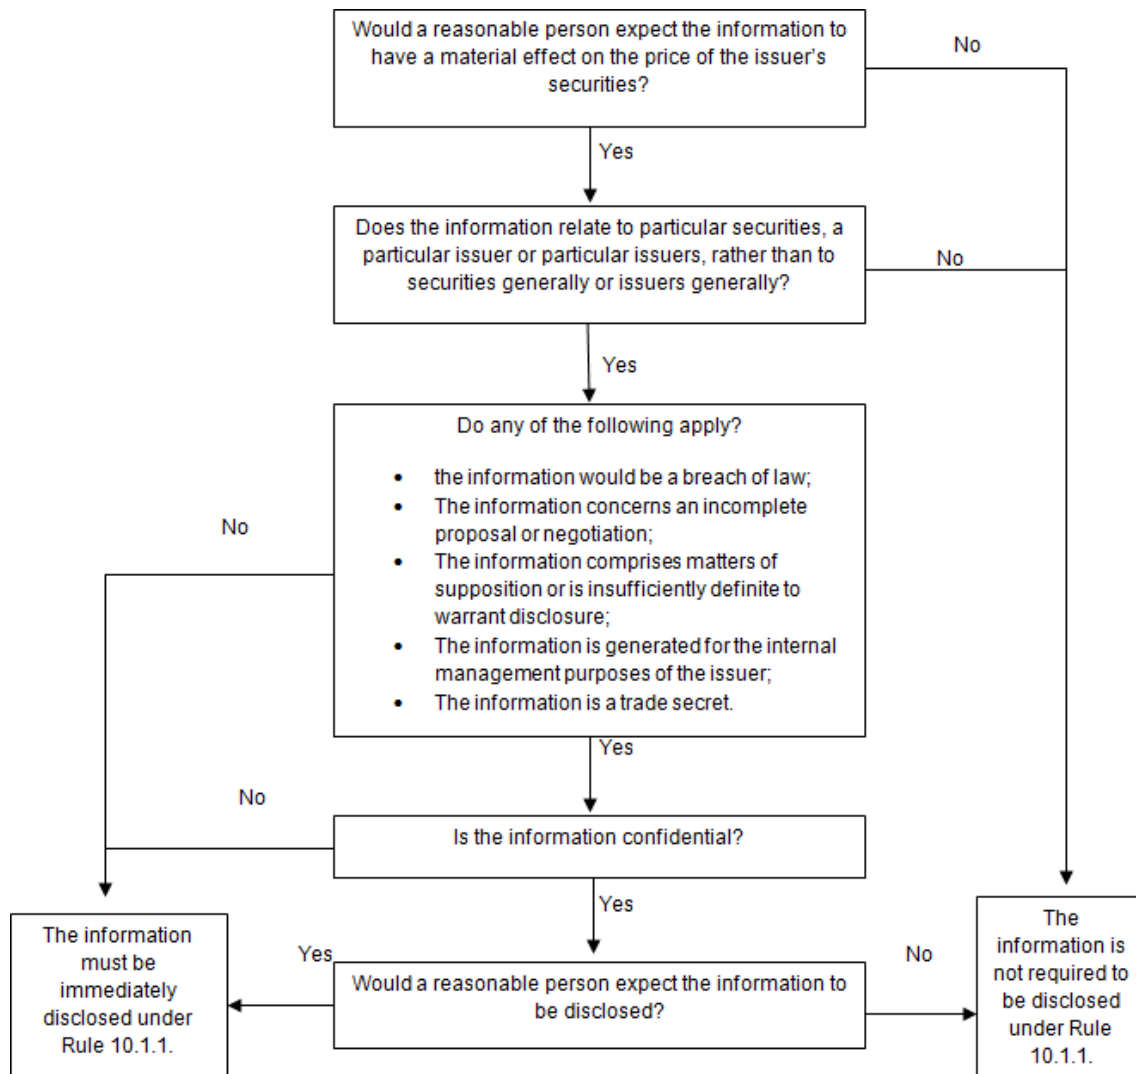 Would a reasonable person expect the information to
have a material effect on the price of the issuer's
securities?
No
Yes
Does the information relate to particular securities, a
particular issuer or particular issuers, rather than to
securities generally or issuers generally?
No
Yes
Do any of the following apply?
• the information would be a breach of law;
• The information concerns an incomplete
proposal or negotiation;
• The information comprises matters of
supposition or is insufficiently definite to
warrant disclosure;
• The information is generated for the internal
management purposes of the issuer;
• The information is a trade secret.
No
Yes
No
Is the information confidential?
Yes
The information
must be
immediately
disclosed under
Rule 10.1.1.
Yes
Would a reasonable person expect the information to
be disclosed?
No
The
information is
not required to
be disclosed
under Rule
10.1.1.